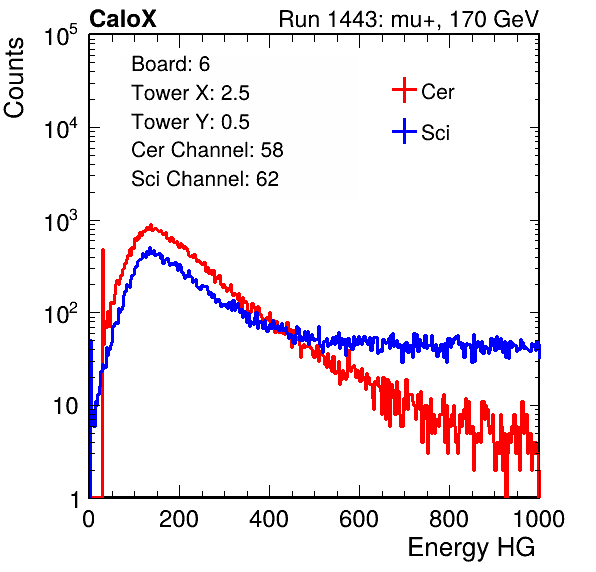 CaloX Run 1443: mu+, 170 GeV
Counts
Board: 6
Tower X: 2.5
Tower Y: 0.5
Cer Channel: 58
Sci Channel: 62
Cer
Sci
10^5
10^4
10^3
10^2
10
1
0 200 400 600 800 1000
Energy HG